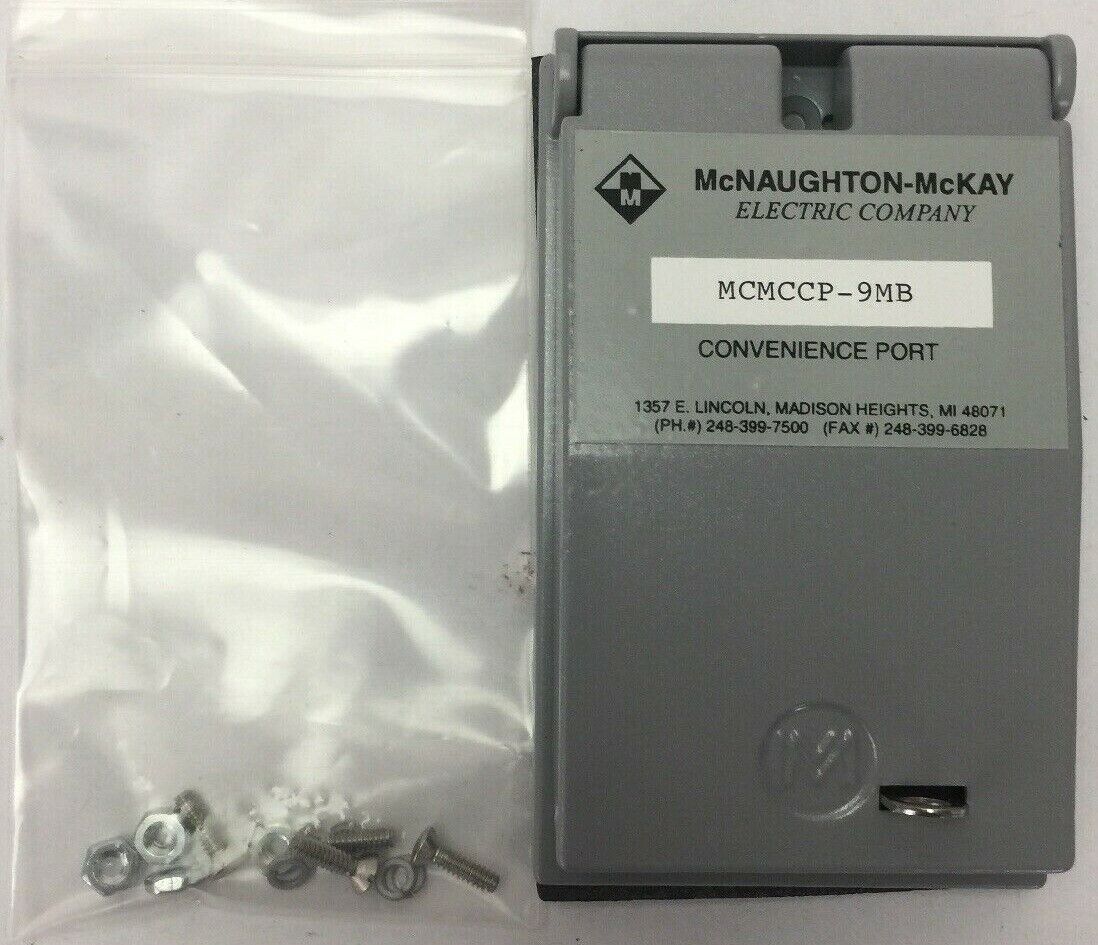 M
M
McNAUGHTON-McKAY
ELECTRIC COMPANY
MCMCCP-9MB
CONVENIENCE PORT
1357 E. LINCOLN, MADISON HEIGHTS, MI 48071
(PH.#) 248-399-7500 (FAX #) 248-399-6828
M